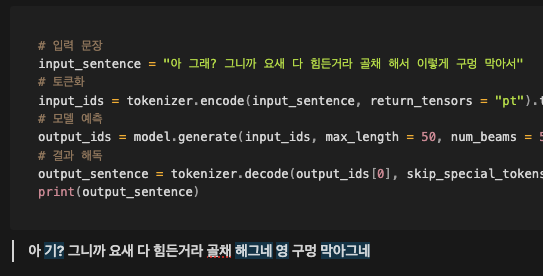 # 입력 문장
input_sentence = "아 그래? 그니까 요새 다 힘든거라 골채 해서 이렇게 구멍 막아서"
# 토큰화
input_ids = tokenizer.encode(input_sentence, return_tensors = "pt").t
# 모델 예측
output_ids = model.generate(input_ids, max_length = 50, num_beams = 5
# 결과 해독
output_sentence = tokenizer.decode(output_ids[0], skip_special_tokens
print(output_sentence)
아 기? 그니까 요새 다 힘든거라 골채 해그네 영 구멍 막아그네